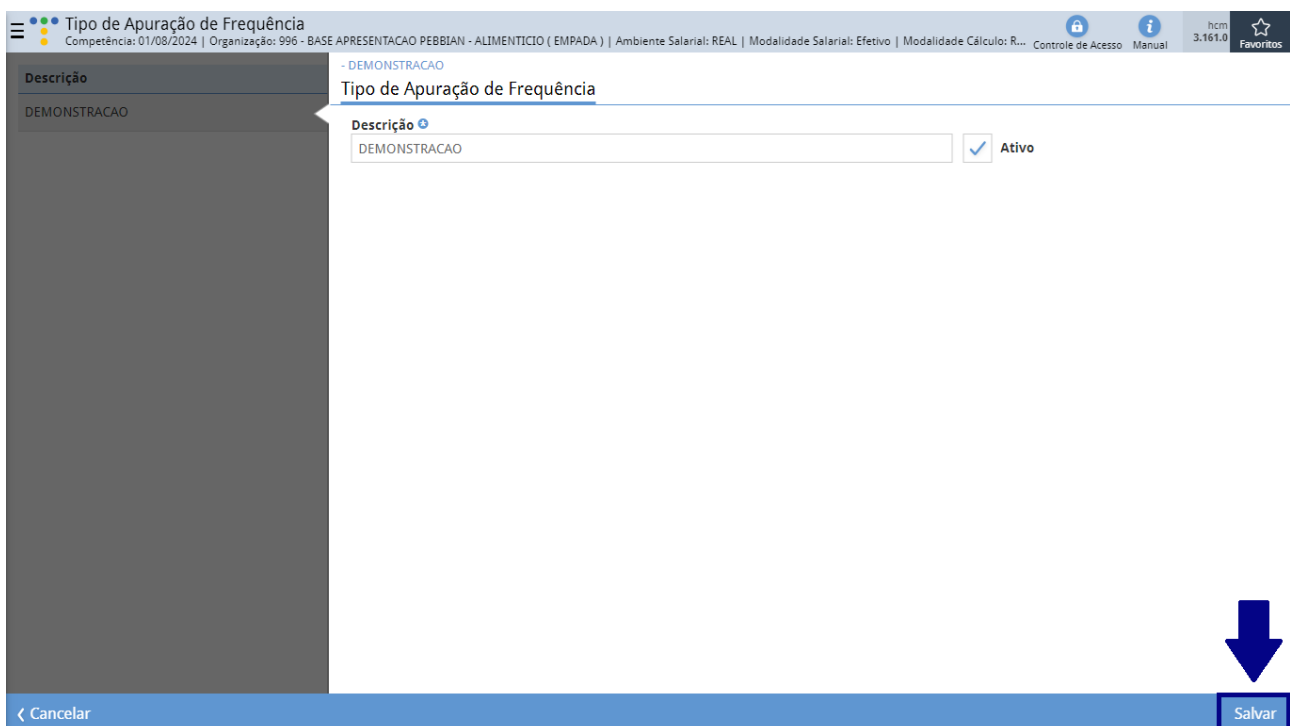 Tipo de Apuração de Frequência
Competência: 01/08/2024 | Organização: 996 - BASE APRESENTACAO PEBBIAN - ALIMENTICIO ( EMPADA ) | Ambiente Salarial: REAL | Modalidade Salarial: Efetivo | Modalidade Cálculo: R...
Controle de Acesso
Manual
hcm
3.161.0
Favoritos
Descrição
DEMONSTRACAO
- DEMONSTRACAO
Tipo de Apuração de Frequência
Descrição
DEMONSTRACAO
Ativo
Cancelar
Salvar